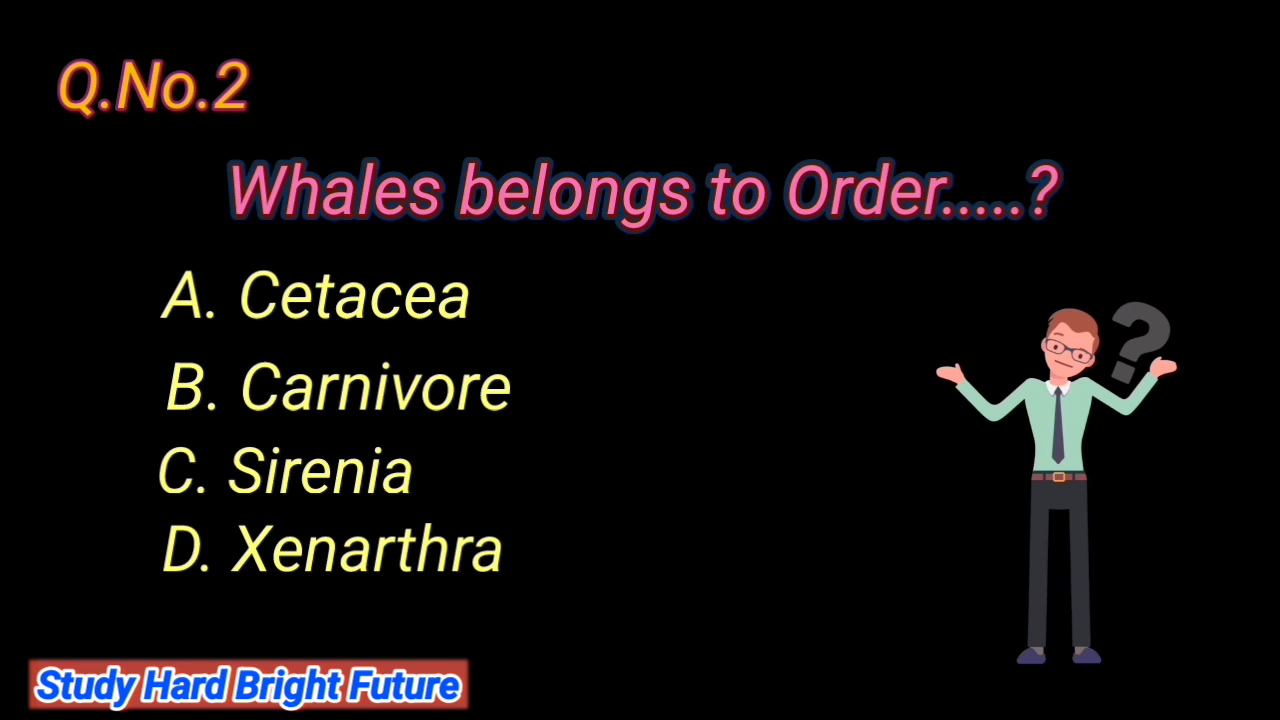 Q.No.2
Whales belongs to Order.....?
A. Cetacea
B. Carnivore
C. Sirenia
D. Xenarthra
?
Study Hard Bright Future